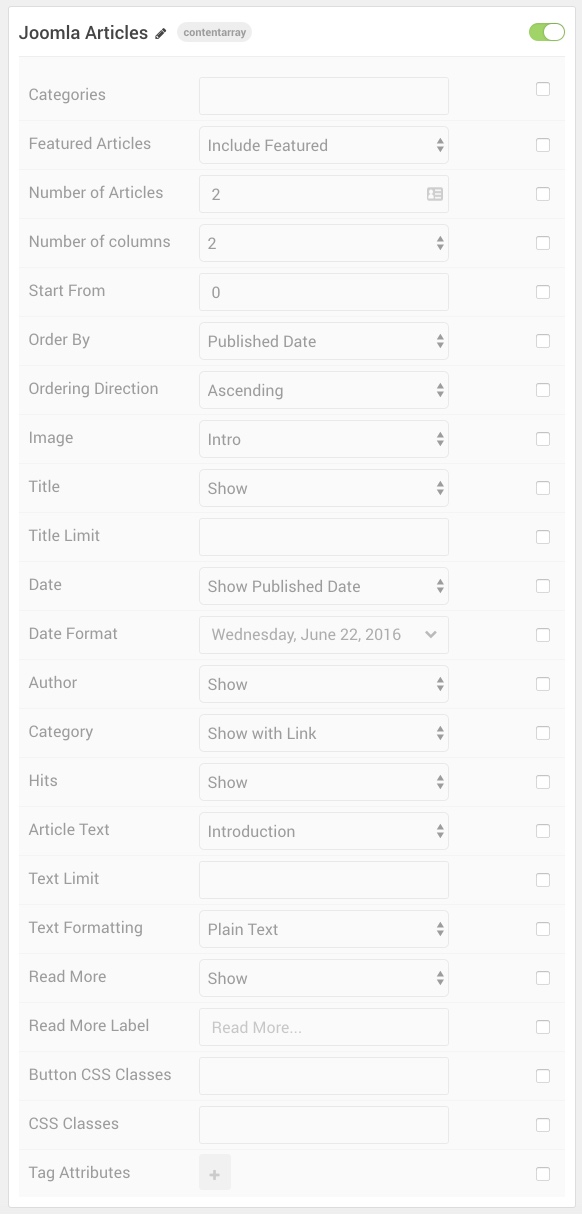 Joomla Articles contentarray
Categories
Featured Articles Include Featured
Number of Articles 2
Number of columns 2
Start From 0
Order By Published Date
Ordering Direction Ascending
Image Intro
Title Show
Title Limit
Date Show Published Date
Date Format Wednesday, June 22, 2016
Author Show
Category Show with Link
Hits Show
Article Text Introduction
Text Limit
Text Formatting Plain Text
Read More Show
Read More Label Read More...
Button CSS Classes
CSS Classes
Tag Attributes +